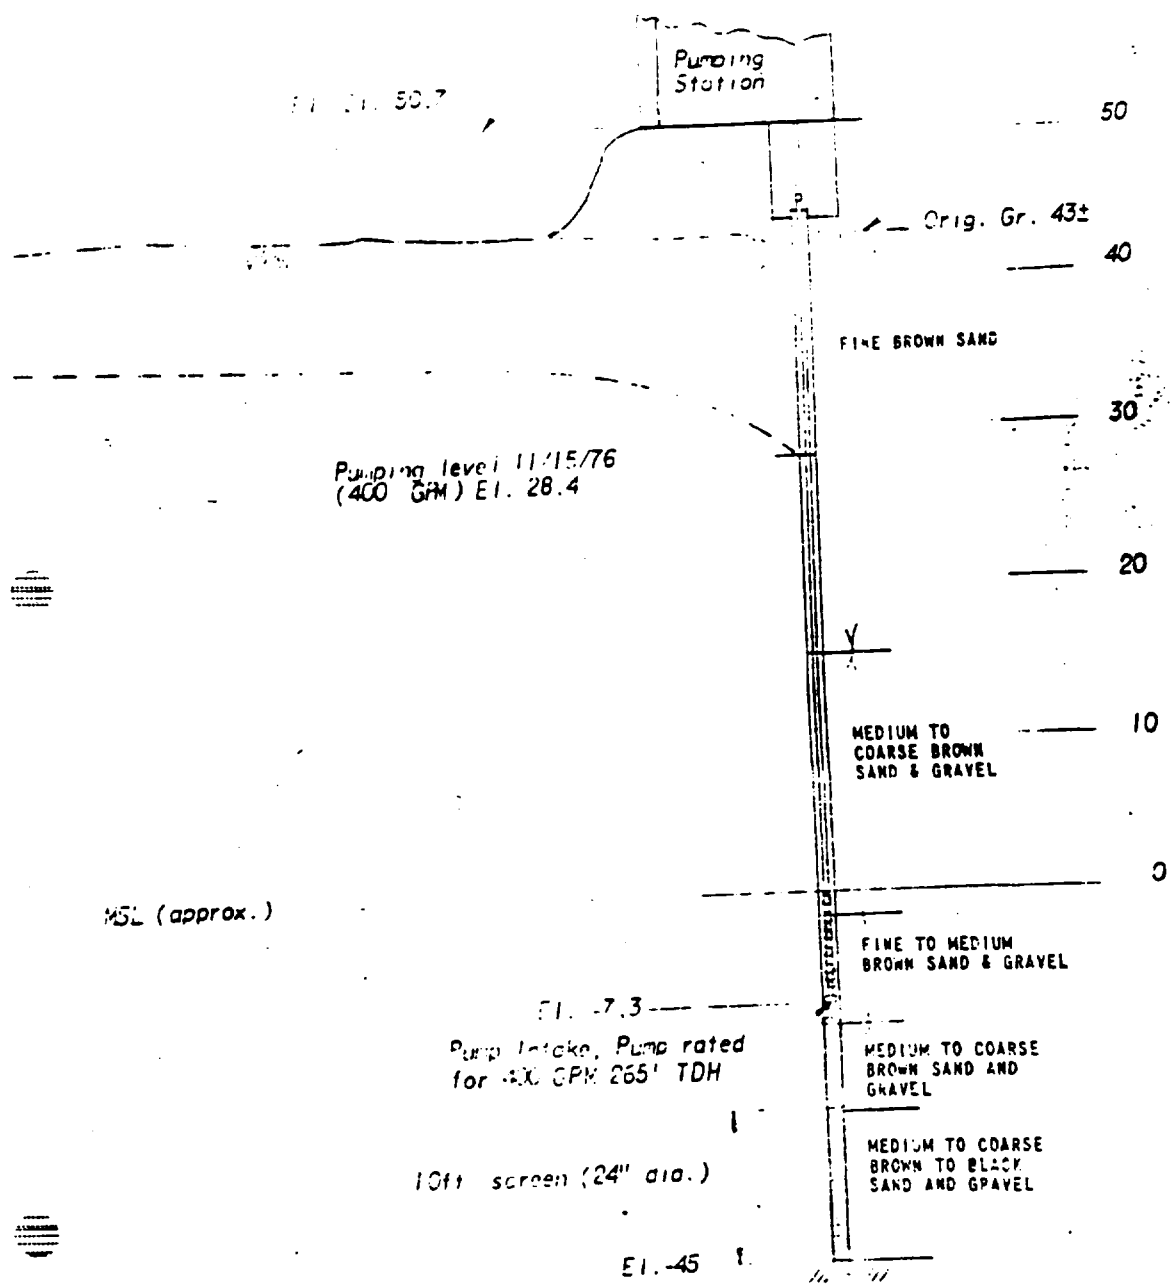 Pumping
Station
50.7
50
Orig. Gr. 43±
40
FINE BROWN SAND
30
Pumping level 11/15/76
(400 GPM) El. 28.4
20
10
MEDIUM TO
COARSE BROWN
SAND & GRAVEL
0
MSL (approx.)
FINE TO MEDIUM
BROWN SAND & GRAVEL
El. -7.3
Pump Intake, Pump rated
for 400 GPM 265' TDH
MEDIUM TO COARSE
BROWN SAND AND
GRAVEL
MEDIUM TO COARSE
BROWN TO BLACK
SAND AND GRAVEL
10ft screen (24" dia.)
El. -45